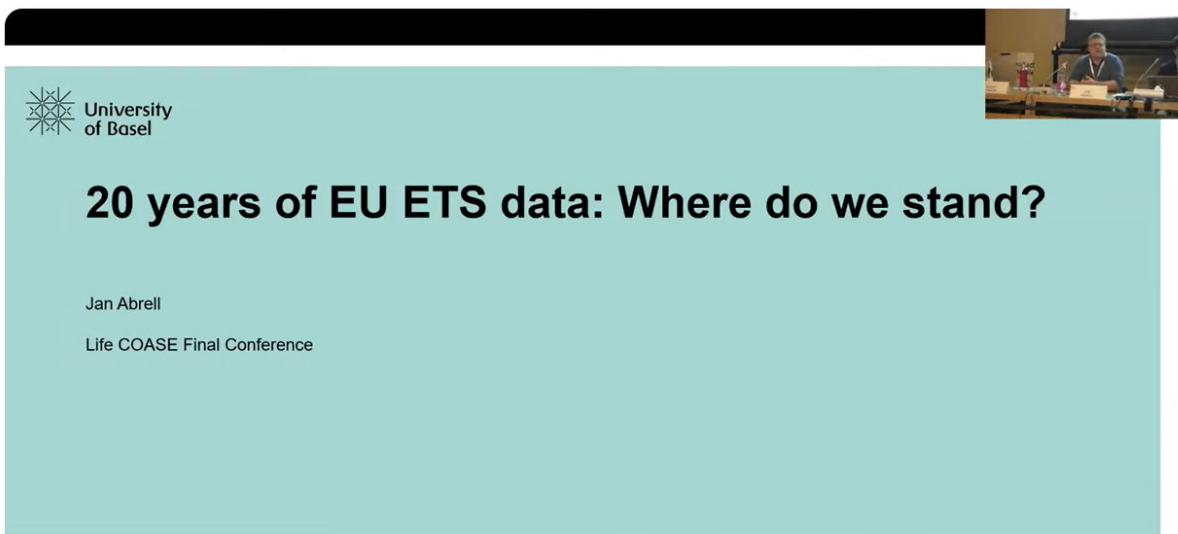 University
of Basel
20 years of EU ETS data: Where do we stand?
Jan Abrell
Life COASE Final Conference